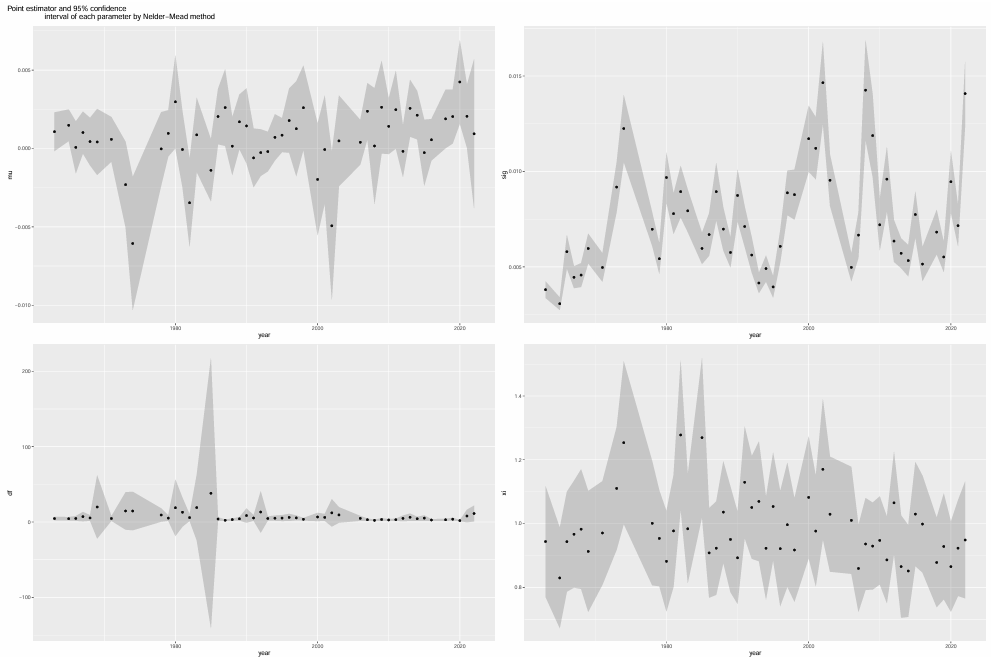 Point estimator and 95% confidence
interval of each parameter by Nelder−Mead method
0.005
0.000
−0.005
−0.010
mu
1980
2000
2020
year
0.015
0.010
0.005
sig
1980
2000
2020
year
200
100
0
−100
df
1980
2000
2020
year
1.4
1.2
1.0
0.8
xi
1980
2000
2020
year